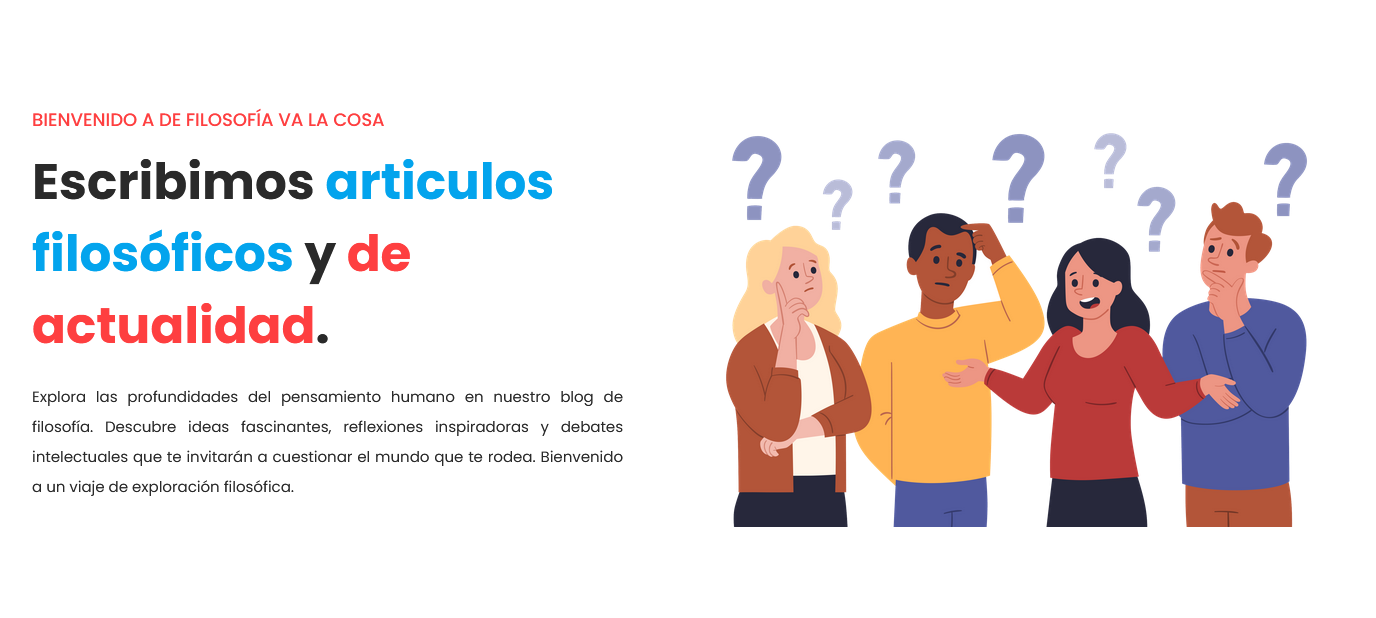 BIENVENIDO A DE FILOSOFÍA VA LA COSA
Escribimos articulos
filosóficos y de
actualidad.
Explora las profundidades del pensamiento humano en nuestro blog de
filosofía. Descubre ideas fascinantes, reflexiones inspiradoras y debates
intelectuales que te invitarán a cuestionar el mundo que te rodea. Bienvenido
a un viaje de exploración filosófica.
? ? ? ? ? ? ?